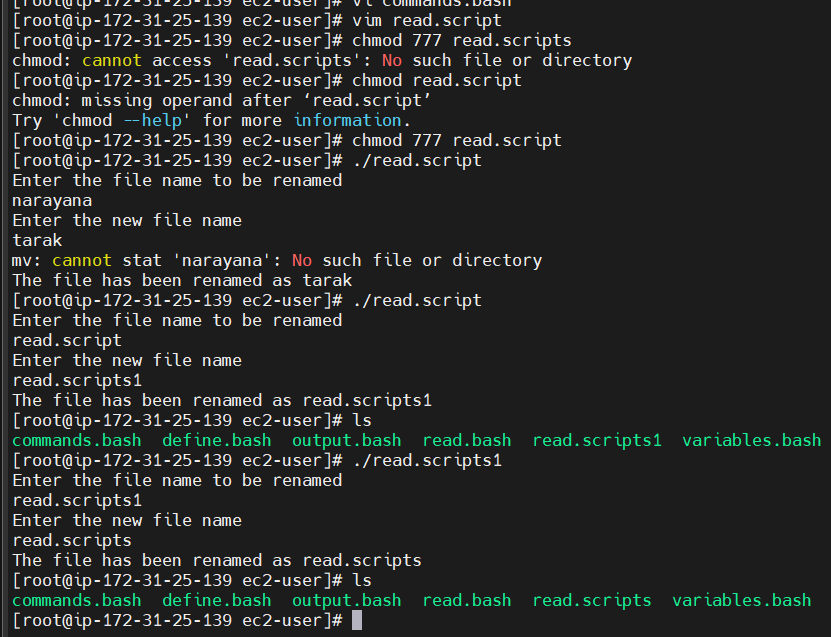 [root@ip-172-31-25-139 ec2-user]# vi commands.bash
[root@ip-172-31-25-139 ec2-user]# vim read.script
[root@ip-172-31-25-139 ec2-user]# chmod 777 read.scripts
chmod: cannot access 'read.scripts': No such file or directory
[root@ip-172-31-25-139 ec2-user]# chmod read.script
chmod: missing operand after ‘read.script’
Try 'chmod --help' for more information.
[root@ip-172-31-25-139 ec2-user]# chmod 777 read.script
[root@ip-172-31-25-139 ec2-user]# ./read.script
Enter the file name to be renamed
narayana
Enter the new file name
tarak
mv: cannot stat 'narayana': No such file or directory
The file has been renamed as tarak
[root@ip-172-31-25-139 ec2-user]# ./read.script
Enter the file name to be renamed
read.script
Enter the new file name
read.scripts1
The file has been renamed as read.scripts1
[root@ip-172-31-25-139 ec2-user]# ls
commands.bash  define.bash  output.bash  read.bash  read.scripts1  variables.bash
[root@ip-172-31-25-139 ec2-user]# ./read.scripts1
Enter the file name to be renamed
read.scripts1
Enter the new file name
read.scripts
The file has been renamed as read.scripts
[root@ip-172-31-25-139 ec2-user]# ls
commands.bash  define.bash  output.bash  read.bash  read.scripts  variables.bash
[root@ip-172-31-25-139 ec2-user]#